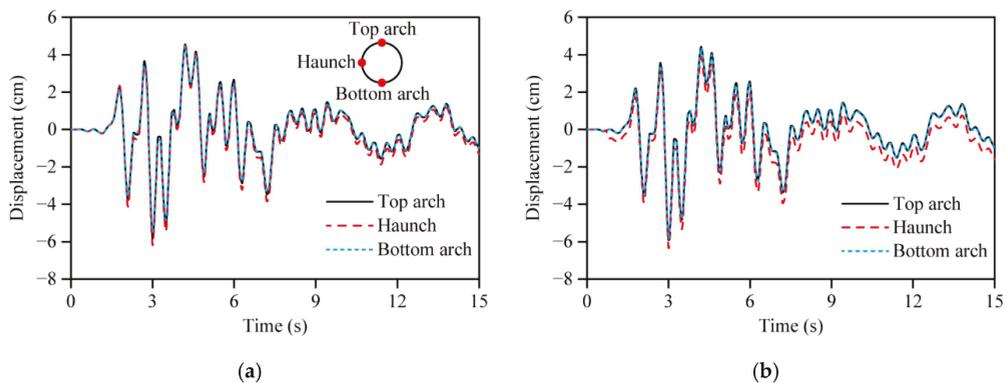 6
4
2
0
−2
−4
−6
−8
Displacement (cm)
0 3 6 9 12 15
Time (s)
Top arch
Haunch
Bottom arch
Top arch
Haunch
Bottom arch
(a)
6
4
2
0
−2
−4
−6
−8
Displacement (cm)
0 3 6 9 12 15
Time (s)
Top arch
Haunch
Bottom arch
(b)